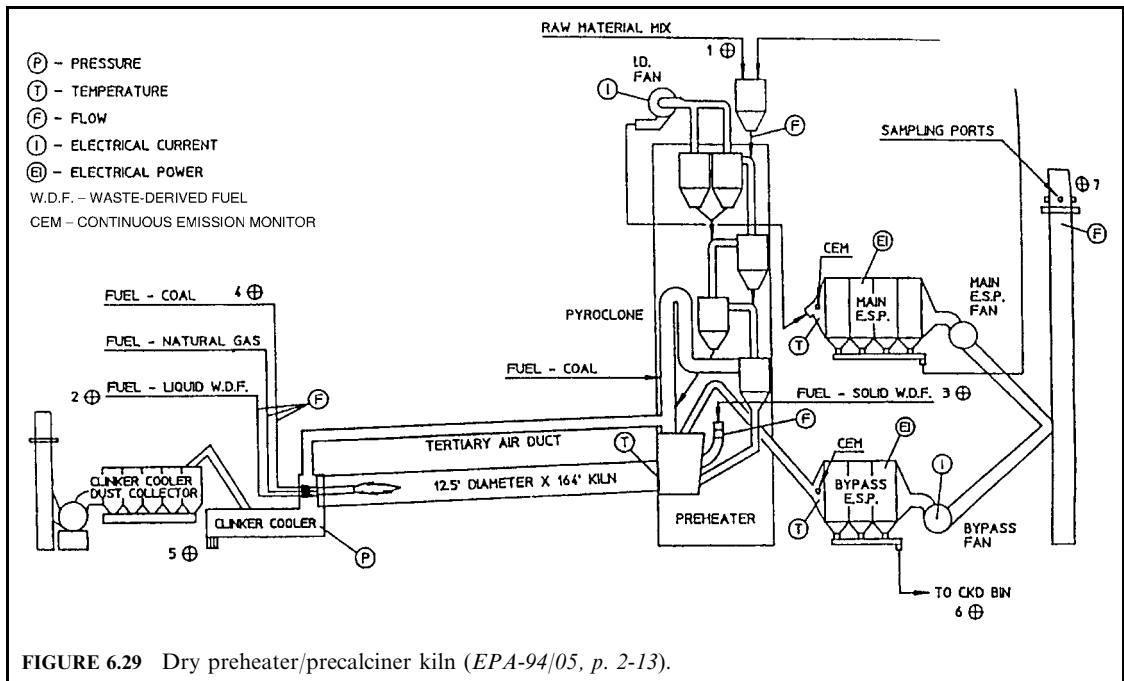 RAW MATERIAL MIX
1
I.D.
FAN
I
F
P - PRESSURE
T - TEMPERATURE
F - FLOW
I - ELECTRICAL CURRENT
EI - ELECTRICAL POWER
W.D.F. – WASTE-DERIVED FUEL
CEM – CONTINUOUS EMISSION MONITOR
SAMPLING PORTS
7
F
CEM
EI
MAIN
E.S.P.
MAIN
E.S.P.
FAN
T
FUEL - COAL
4
FUEL - NATURAL GAS
FUEL - LIQUID W.D.F.
2
F
PYROCLONE
FUEL - COAL
FUEL - SOLID W.D.F. 3
F
TERTIARY AIR DUCT
T
12.5' DIAMETER X 164' KILN
PREHEATER
CLINKER COOLER
DUST COLLECTOR
CLINKER COOLER
5
P
CEM
EI
BYPASS
E.S.P.
T
I
BYPASS
FAN
TO CKD BIN
6
FIGURE 6.29 Dry preheater/precalciner kiln (EPA-94/05, p. 2-13).